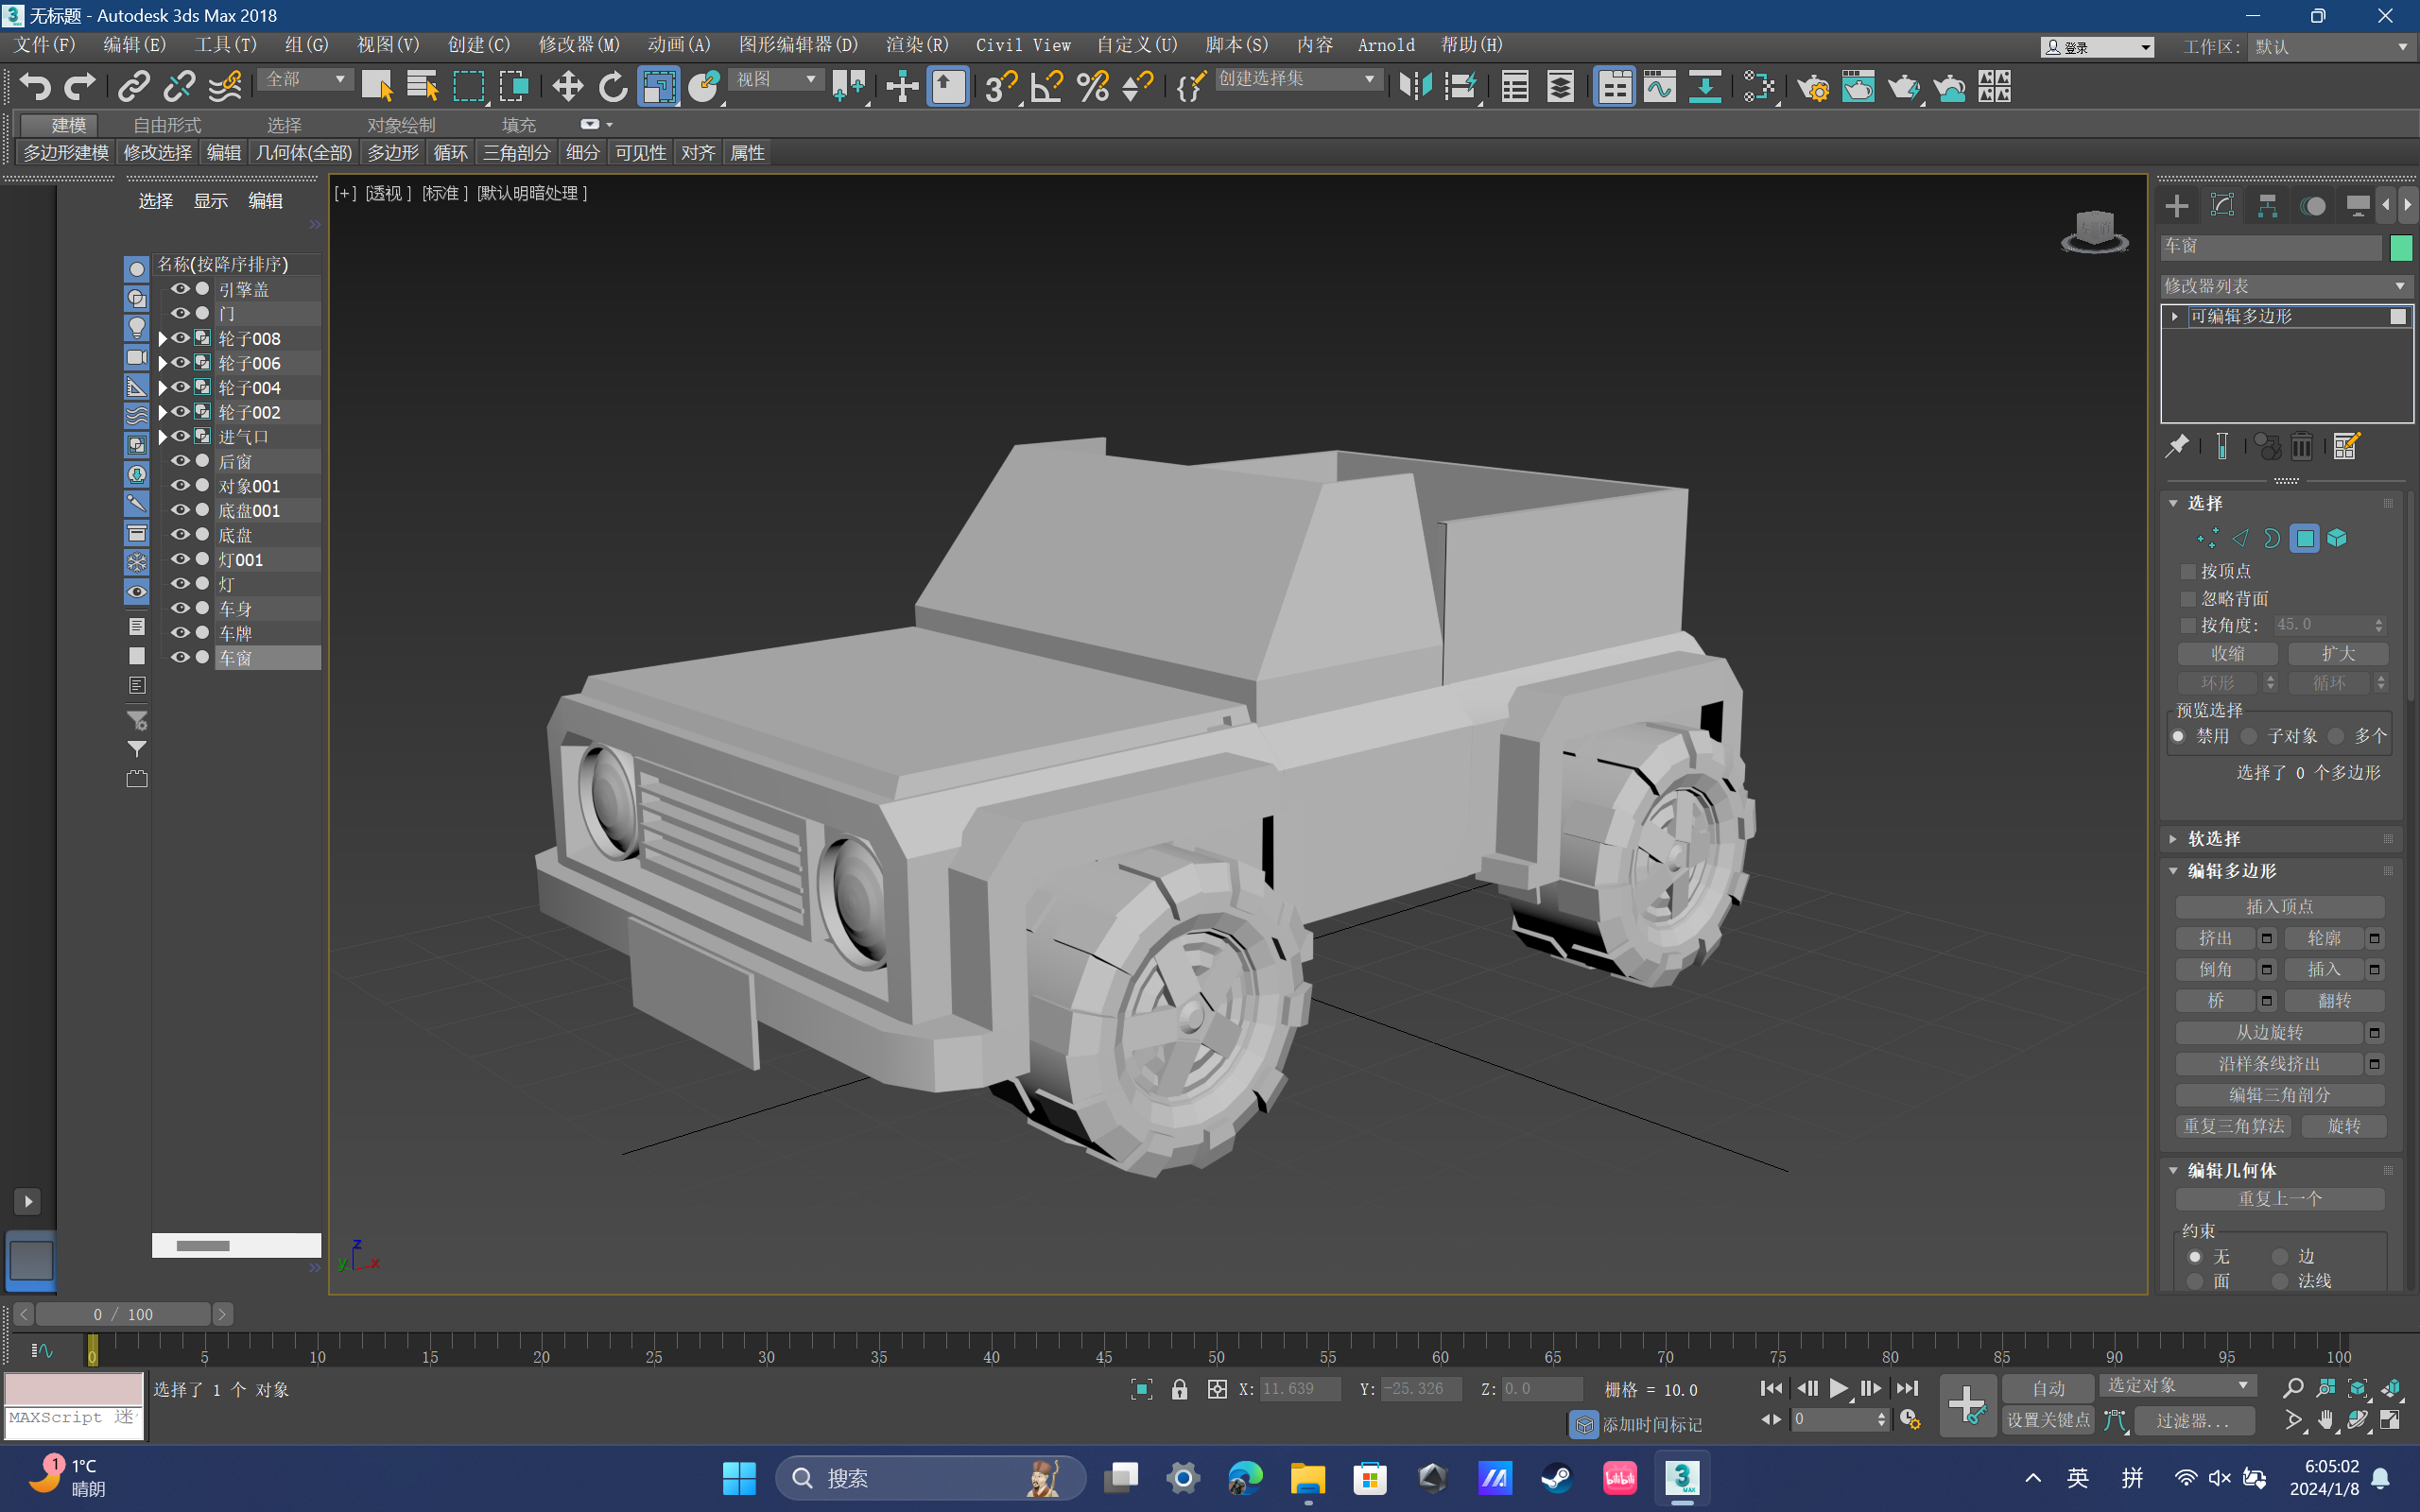 无标题 - Autodesk 3ds Max 2018
文件(F) 编辑(E) 工具(T) 组(G) 视图(V) 创建(C) 修改器(M) 动画(A) 图形编辑器(D) 渲染(R) Civil View 自定义(U) 脚本(S) 内容 Arnold 帮助(H)
登录 工作区: 默认
全部 视图 创建选择集
建模 自由形式 选择 对象绘制 填充
多边形建模 修改选择 编辑 几何体(全部) 多边形 循环 三角剖分 细分 可见性 对齐 属性
选择 显示 编辑
名称(按降序排序)
引擎盖
门
轮子008
轮子006
轮子004
轮子002
进气口
后窗
对象001
底盘001
底盘
灯001
灯
车身
车牌
车窗
[+] [透视 ] [标准 ] [默认明暗处理 ]
z
y x
车窗
修改器列表
可编辑多边形
选择
按顶点
忽略背面
按角度: 45.0
收缩 扩大
环形 循环
预览选择
禁用 子对象 多个
选择了 0 个多边形
软选择
编辑多边形
插入顶点
挤出 轮廓
倒角 插入
桥 翻转
从边旋转
沿样条线挤出
编辑三角剖分
重复三角算法 旋转
编辑几何体
重复上一个
约束
无 边
面 法线
0 / 100
0 5 10 15 20 25 30 35 40 45 50 55 60 65 70 75 80 85 90 95 100
选择了 1 个 对象
MAXScript 迷
X: 11.639 Y: -25.326 Z: 0.0 栅格 = 10.0
添加时间标记
0
自动 选定对象
设置关键点 过滤器...
1 1°C
晴朗
搜索
bilibili
3 MAX
英 拼
6:05:02
2024/1/8